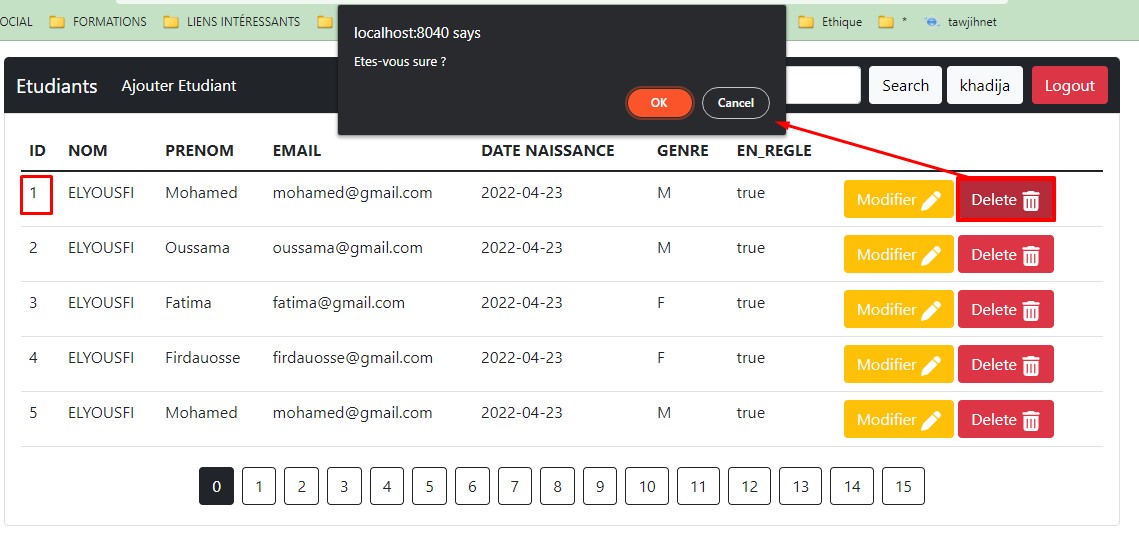 OCIAL FORMATIONS LIENS INTÉRESSANTS Ethique * tawjihnet
localhost:8040 says
Etes-vous sure ?
OK Cancel
Etudiants Ajouter Etudiant Search khadija Logout
ID NOM PRENOM EMAIL DATE NAISSANCE GENRE EN_REGLE
1 ELYOUSFI Mohamed mohamed@gmail.com 2022-04-23 M true Modifier Delete
2 ELYOUSFI Oussama oussama@gmail.com 2022-04-23 M true Modifier Delete
3 ELYOUSFI Fatima fatima@gmail.com 2022-04-23 F true Modifier Delete
4 ELYOUSFI Firdauosse firdauosse@gmail.com 2022-04-23 F true Modifier Delete
5 ELYOUSFI Mohamed mohamed@gmail.com 2022-04-23 M true Modifier Delete
0 1 2 3 4 5 6 7 8 9 10 11 12 13 14 15